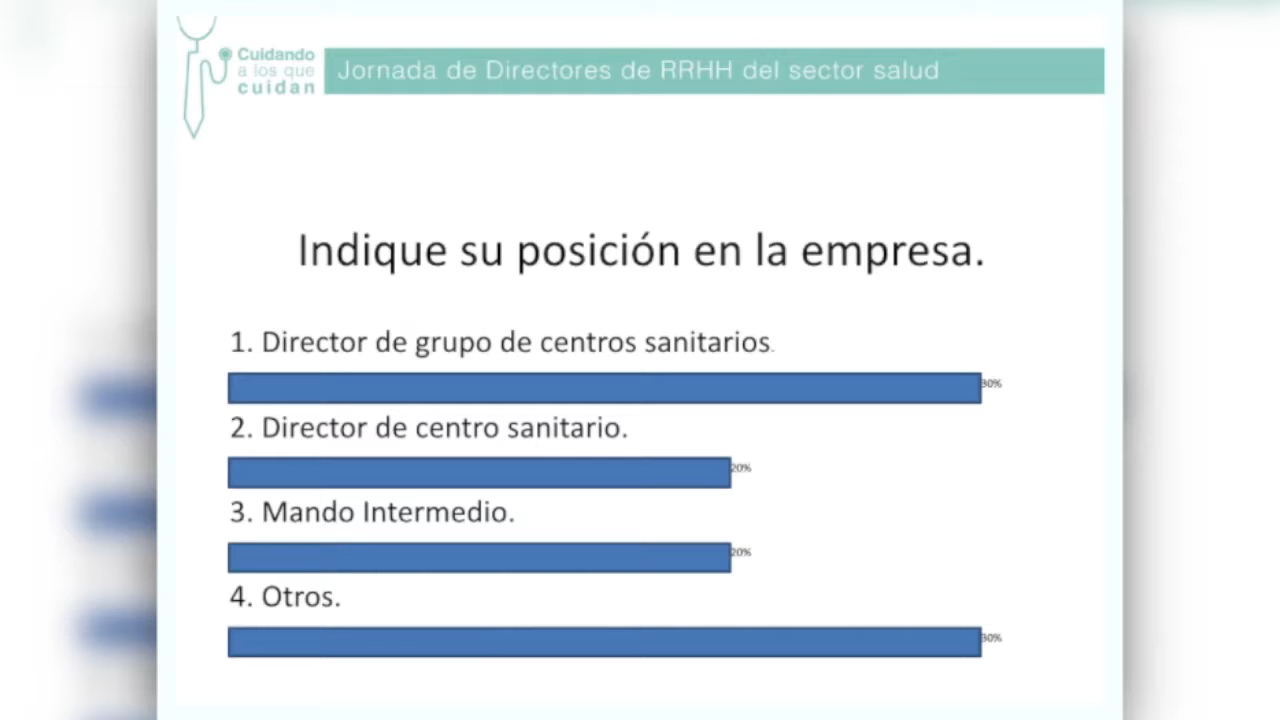 Cuidando
a los que
cuidan
Jornada de Directores de RRHH del sector salud
Indique su posición en la empresa.
1. Director de grupo de centros sanitarios.
30%
2. Director de centro sanitario.
20%
3. Mando Intermedio.
20%
4. Otros.
30%